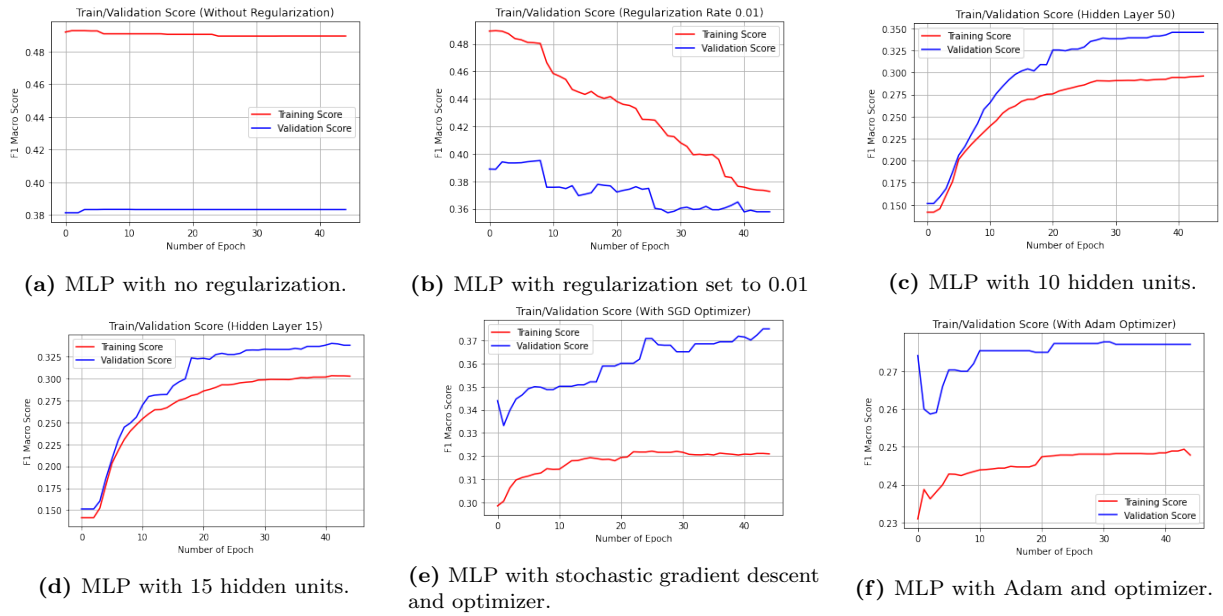 Train/Validation Score (Without Regularization)
F1 Macro Score
0.48
0.46
0.44
0.42
0.40
0.38
Training Score
Validation Score
0
10
20
30
40
Number of Epoch
(a) MLP with no regularization.
Train/Validation Score (Regularization Rate 0.01)
F1 Macro Score
0.48
0.46
0.44
0.42
0.40
0.38
0.36
Training Score
Validation Score
0
10
20
30
40
Number of Epoch
(b) MLP with regularization set to 0.01
Train/Validation Score (Hidden Layer 50)
F1 Macro Score
0.350
0.325
0.300
0.275
0.250
0.225
0.200
0.175
0.150
Training Score
Validation Score
0
10
20
30
40
Number of Epoch
(c) MLP with 10 hidden units.
Train/Validation Score (Hidden Layer 15)
F1 Macro Score
0.325
0.300
0.275
0.250
0.225
0.200
0.175
0.150
Training Score
Validation Score
0
10
20
30
40
Number of Epoch
(d) MLP with 15 hidden units.
Train/Validation Score (With SGD Optimizer)
F1 Macro Score
0.37
0.36
0.35
0.34
0.33
0.32
0.31
0.30
Training Score
Validation Score
0
10
20
30
40
Number of Epoch
(e) MLP with stochastic gradient descent
and optimizer.
Train/Validation Score (With Adam Optimizer)
F1 Macro Score
0.27
0.26
0.25
0.24
0.23
Training Score
Validation Score
0
10
20
30
40
Number of Epoch
(f) MLP with Adam and optimizer.